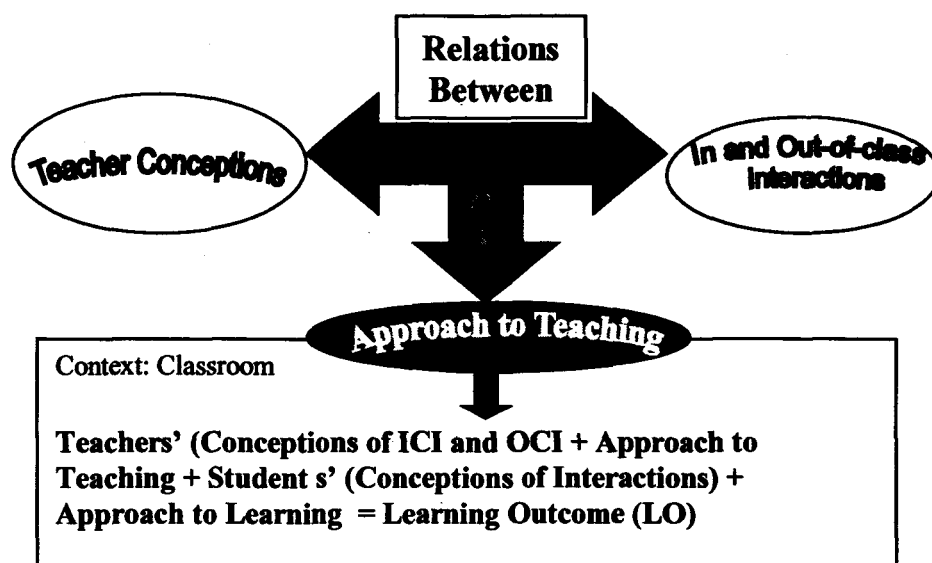 Relations
Between
Teacher Conceptions
In and Out-of-class
Interactions
Approach to Teaching
Context: Classroom
Teachers' (Conceptions of ICI and OCI + Approach to
Teaching + Student s' (Conceptions of Interactions) +
Approach to Learning = Learning Outcome (LO)